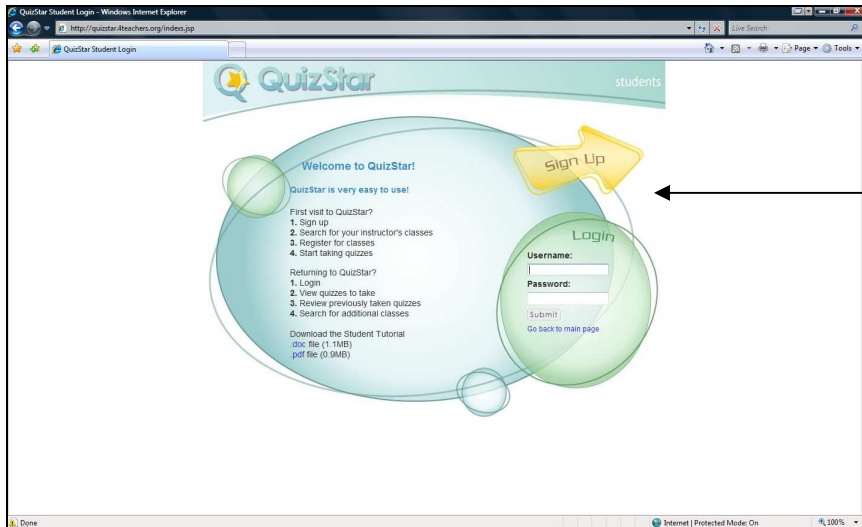 QuizStar Student Login - Windows Internet Explorer
http://quizstar.4teachers.org/indexs.jsp
Live Search
QuizStar Student Login
Page
Tools
QuizStar
students
Sign Up
Welcome to QuizStar!
QuizStar is very easy to use!
First visit to QuizStar?
1. Sign up
2. Search for your instructor's classes
3. Register for classes
4. Start taking quizzes
Returning to QuizStar?
1. Login
2. View quizzes to take
3. Review previously taken quizzes
4. Search for additional classes
Download the Student Tutorial
.doc file (1.1MB)
.pdf file (0.9MB)
Login
Username:
Password:
Submit
Go back to main page
Done
Internet | Protected Mode: On
100%